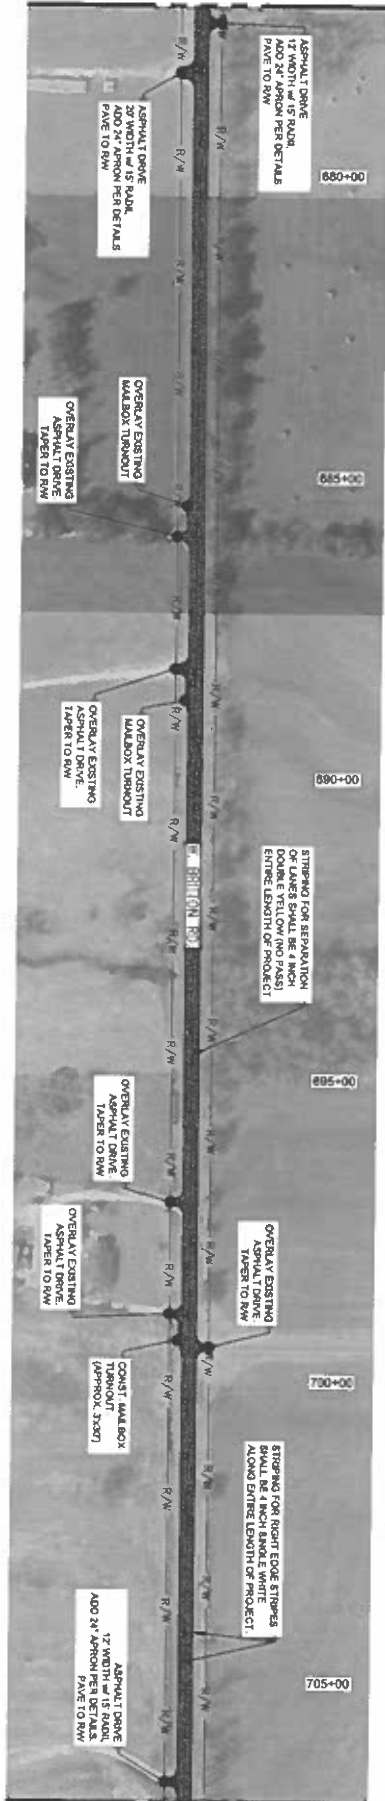 ASPHALT DRIVE
12' WIDTH w/ 15' RADII,
ADD 24" APRON PER DETAILS
PAVE TO R/W
680+00
ASPHALT DRIVE
20' WIDTH w/ 15' RADII,
ADD 24" APRON PER DETAILS.
PAVE TO R/W
R/W
R/W
R/W
R/W
R/W
R/W
OVERLAY EXISTING
MAILBOX TURNOUT
OVERLAY EXISTING
ASPHALT DRIVE
TAPER TO R/W
685+00
R/W
R/W
R/W
R/W
OVERLAY EXISTING
ASPHALT DRIVE.
TAPER TO R/W
OVERLAY EXISTING
MAILBOX TURNOUT
690+00
R/W
R/W
R/W
R/W
BRITON RD
STRIPING FOR SEPARATION
OF LANES SHALL BE 4 INCH
DOUBLE YELLOW (NO PASS)
ENTIRE LENGTH OF PROJECT
695+00
R/W
R/W
R/W
R/W
OVERLAY EXISTING
ASPHALT DRIVE.
TAPER TO R/W
OVERLAY EXISTING
ASPHALT DRIVE.
TAPER TO R/W
OVERLAY EXISTING
ASPHALT DRIVE.
TAPER TO R/W
CONST. MAILBOX
TURNOUT
(APPROX. 3'x30')
700+00
R/W
R/W
R/W
R/W
R/W
STRIPING FOR RIGHT EDGE STRIPES
SHALL BE 4 INCH SINGLE WHITE
ALONG ENTIRE LENGTH OF PROJECT.
705+00
R/W
R/W
R/W
R/W
ASPHALT DRIVE
12' WIDTH w/ 15' RADII,
ADD 24" APRON PER DETAILS.
PAVE TO R/W